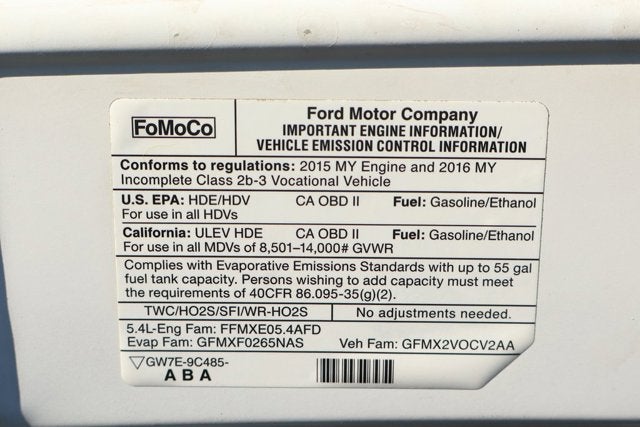 FoMoCo
Ford Motor Company
IMPORTANT ENGINE INFORMATION/
VEHICLE EMISSION CONTROL INFORMATION
Conforms to regulations: 2015 MY Engine and 2016 MY
Incomplete Class 2b-3 Vocational Vehicle
U.S. EPA: HDE/HDV CA OBD II Fuel: Gasoline/Ethanol
For use in all HDVs
California: ULEV HDE CA OBD II Fuel: Gasoline/Ethanol
For use in all MDVs of 8,501–14,000# GVWR
Complies with Evaporative Emissions Standards with up to 55 gal
fuel tank capacity. Persons wishing to add capacity must meet
the requirements of 40CFR 86.095-35(g)(2).
TWC/HO2S/SFI/WR-HO2S No adjustments needed.
5.4L-Eng Fam: FFMXE05.4AFD
Evap Fam: GFMXF0265NAS Veh Fam: GFMX2VOCV2AA
▽GW7E-9C485-
A B A